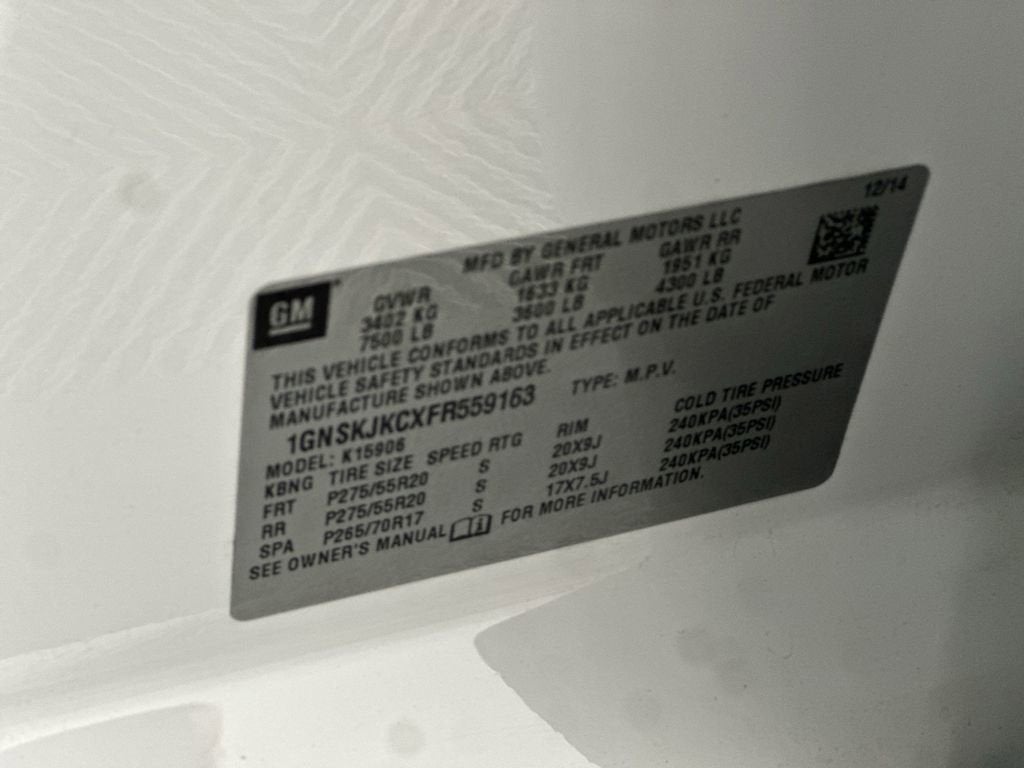 12/14
GM MFD BY GENERAL MOTORS LLC
GVWR GAWR FRT GAWR RR
3402 KG 1633 KG 1951 KG
7500 LB 3600 LB 4300 LB
THIS VEHICLE CONFORMS TO ALL APPLICABLE U.S. FEDERAL MOTOR
VEHICLE SAFETY STANDARDS IN EFFECT ON THE DATE OF
MANUFACTURE SHOWN ABOVE.
1GNSKJKCXFR559163 TYPE: M.P.V.
MODEL: K15906
KBNG TIRE SIZE SPEED RTG RIM COLD TIRE PRESSURE
FRT P275/55R20 S 20X9J 240KPA(35PSI)
RR P275/55R20 S 20X9J 240KPA(35PSI)
SPA P265/70R17 S 17X7.5J 240KPA(35PSI)
SEE OWNER'S MANUAL FOR MORE INFORMATION.